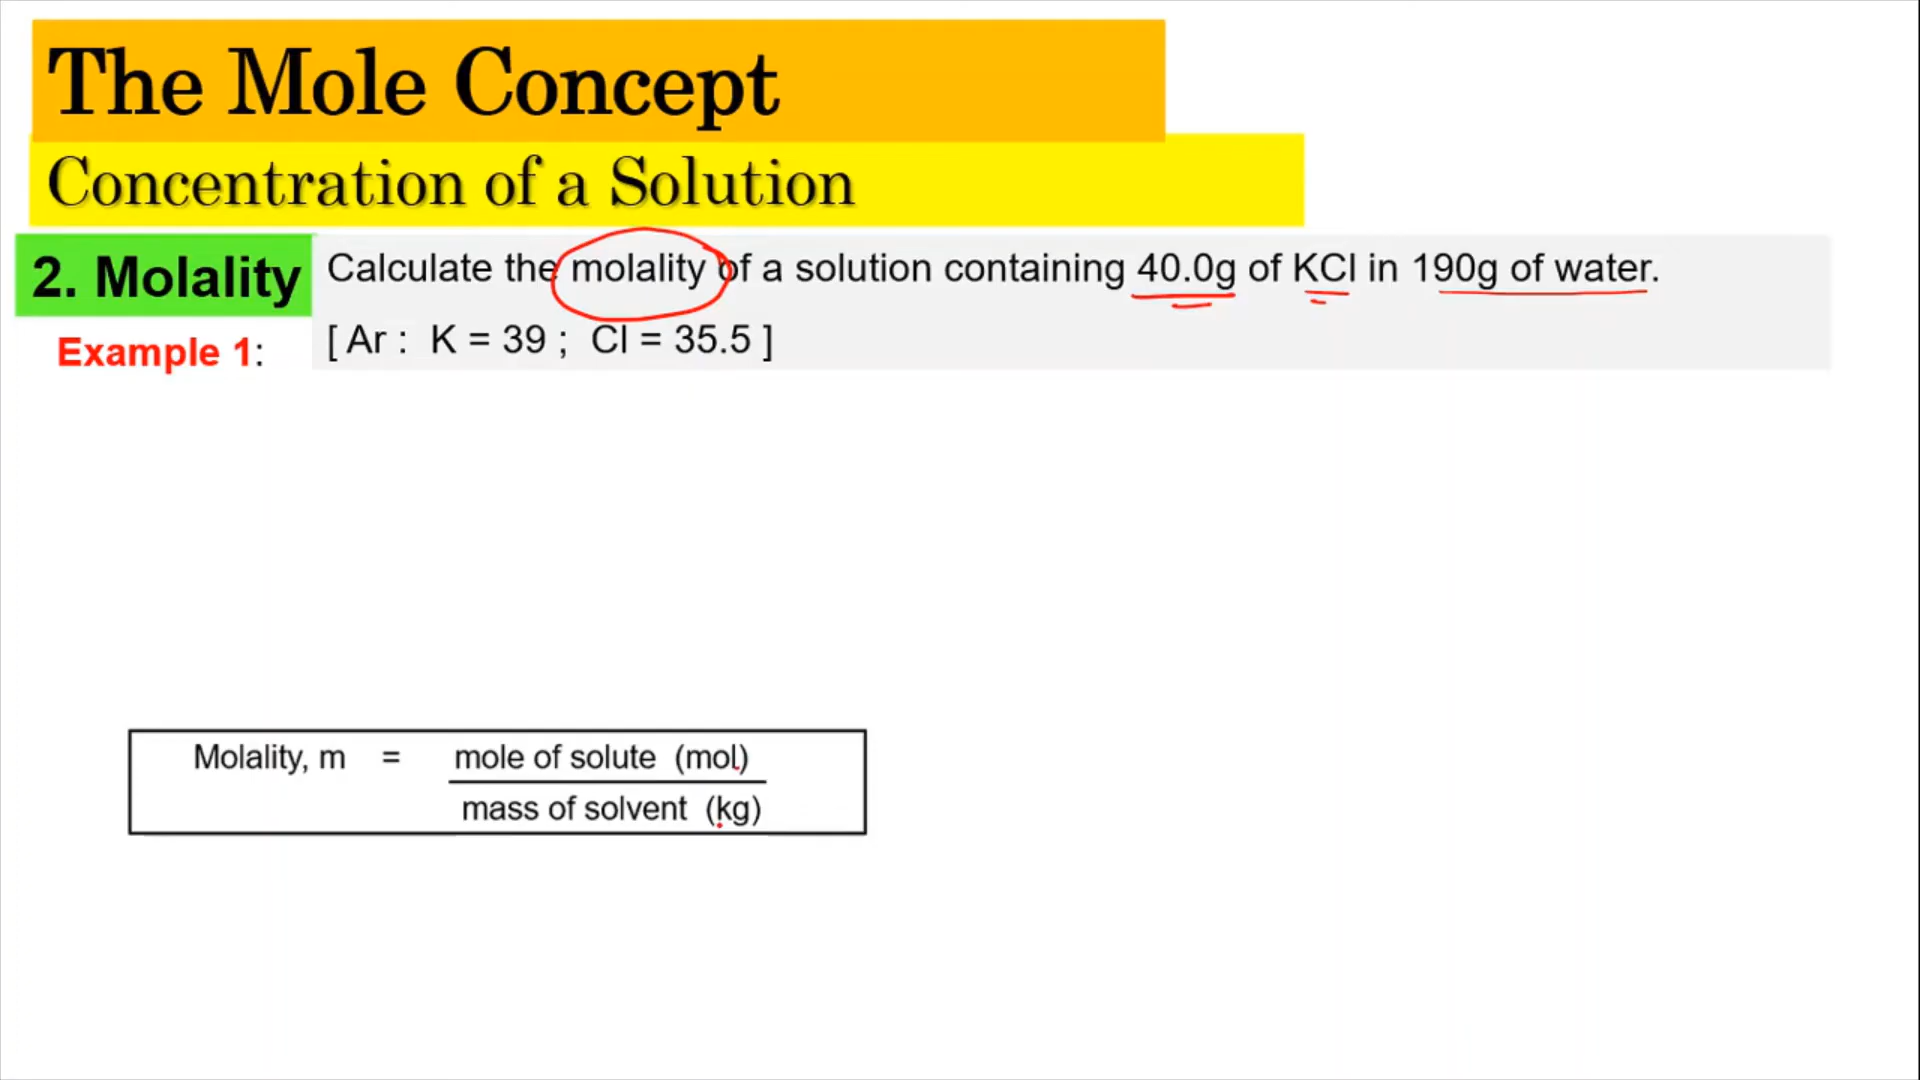 The Mole Concept
Concentration of a Solution
2. Molality
Calculate the molality of a solution containing 40.0g of KCl in 190g of water.
Example 1:
[ Ar : K = 39 ; Cl = 35.5 ]
Molality, m = mole of solute (mol)
mass of solvent (kg)